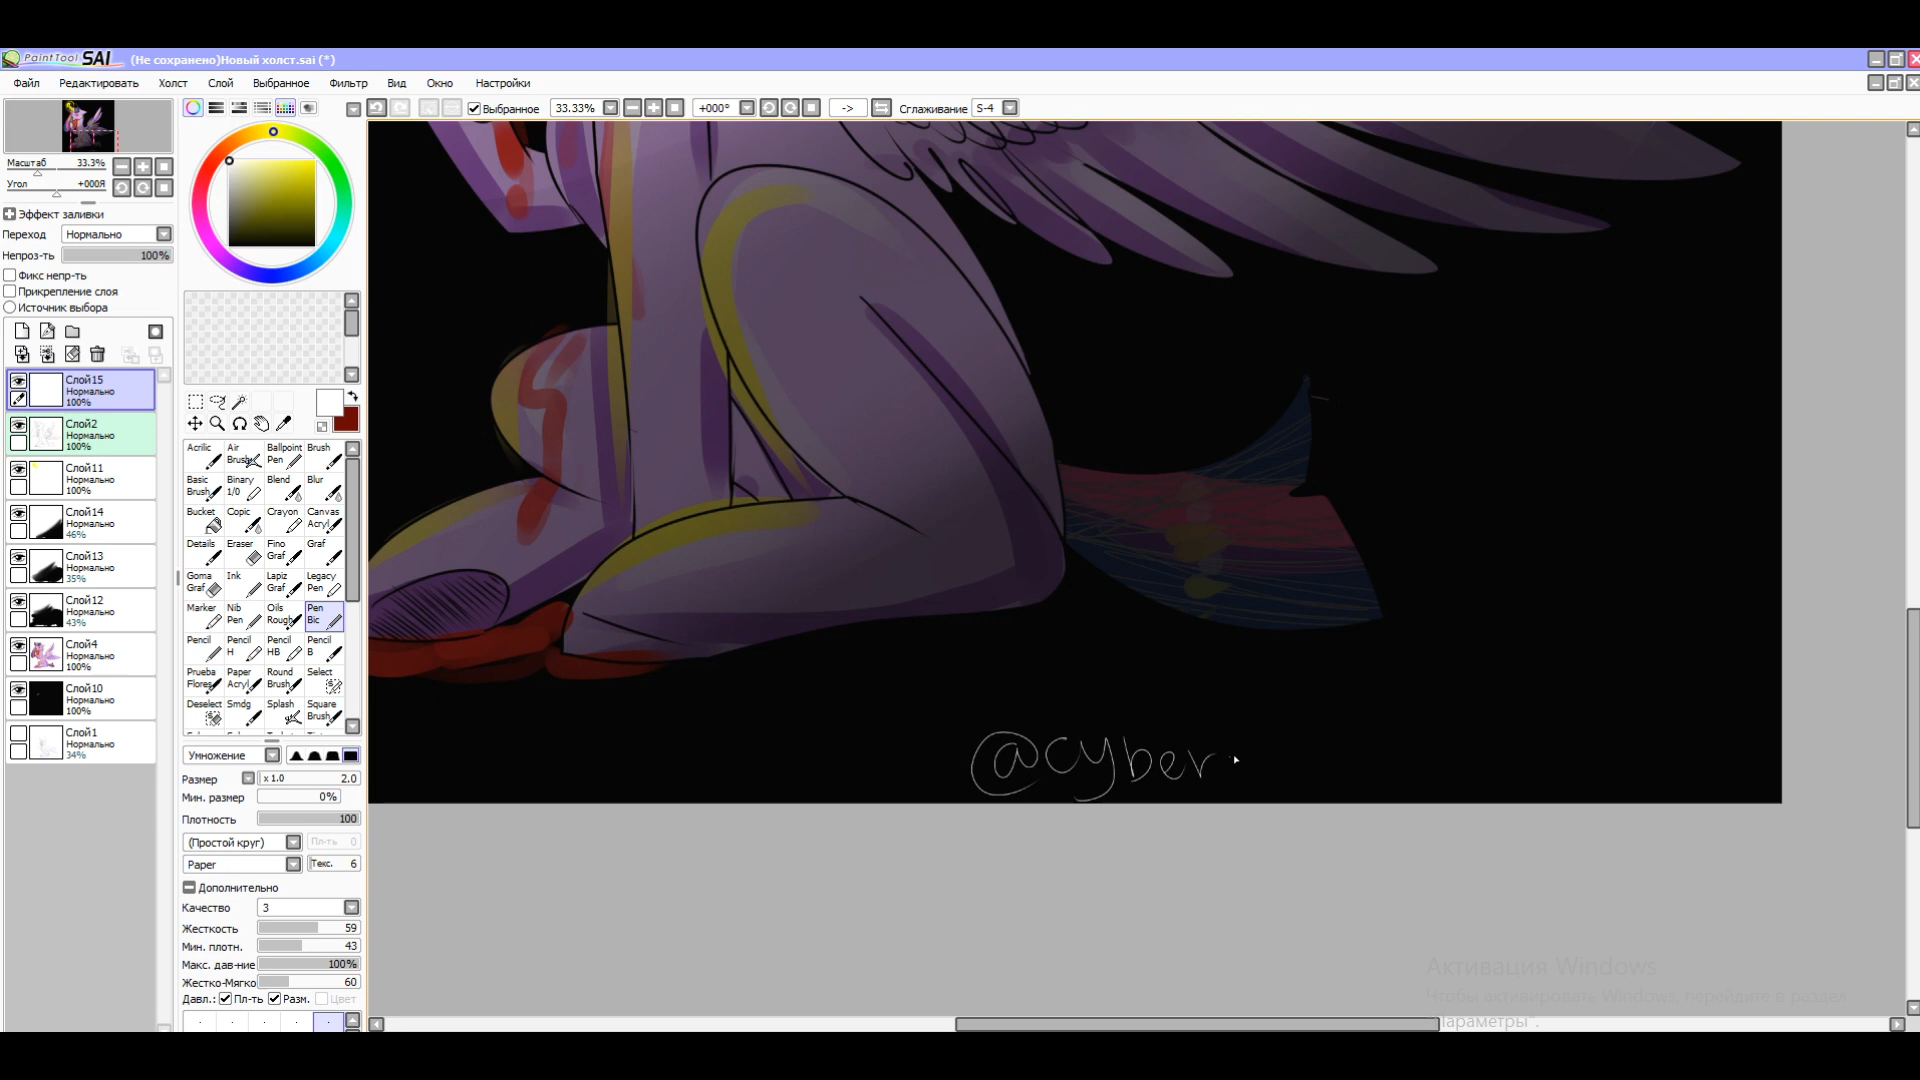 PaintTool SAI (Не сохранено)Новый холст.sai (*)
Файл Редактировать Холст Слой Выбранное Фильтр Вид Окно Настройки
Выбранное 33.33% +000° -> Сглаживание S-4
Масштаб 33.3%
Угол +000Я
Эффект заливки
Переход Нормально
Непроз-ть 100%
Фикс непр-ть
Прикрепление слоя
Источник выбора
Слой15
Нормально
100%
Слой2
Нормально
100%
Слой11
Нормально
100%
Слой14
Нормально
46%
Слой13
Нормально
35%
Слой12
Нормально
43%
Слой4
Нормально
100%
Слой10
Нормально
100%
Слой1
Нормально
34%
Acrilic Air Brush Ballpoint Pen Brush
Basic Brush Binary 1/0 Blend Blur
Bucket Copic Crayon Canvas Acryl
Details Eraser Fino Graf Graf
Goma Graf Ink Lapiz Graf Legacy Pen
Marker Nib Pen Oils Rough Pen Bic
Pencil Pencil H Pencil HB Pencil B
Prueba Flores Paper Acryl Round Brush Select
Deselect Smdg Splash Square Brush
Умножение
Размер x 1.0 2.0
Мин. размер 0%
Плотность 100
(Простой круг) Пл-ть 0
Paper Текс. 6
Дополнительно
Качество 3
Жесткость 59
Мин. плотн. 43
Макс. дав-ние 100%
Жестко-Мягко 60
Давл.: Пл-ть Разм. Цвет
@cyber
Активация Windows
Чтобы активировать Windows, перейдите в раздел
"Параметры".